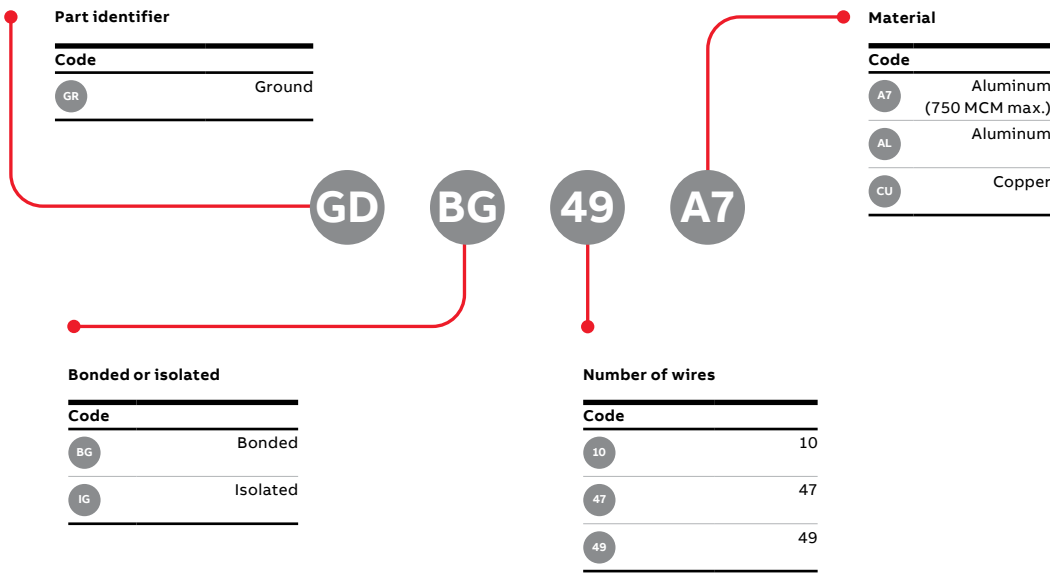 Part identifier
Code
GR Ground
Material
Code
A7 Aluminum
(750 MCM max.)
AL Aluminum
CU Copper
GD BG 49 A7
Bonded or isolated
Code
BG Bonded
IG Isolated
Number of wires
Code
10 10
47 47
49 49